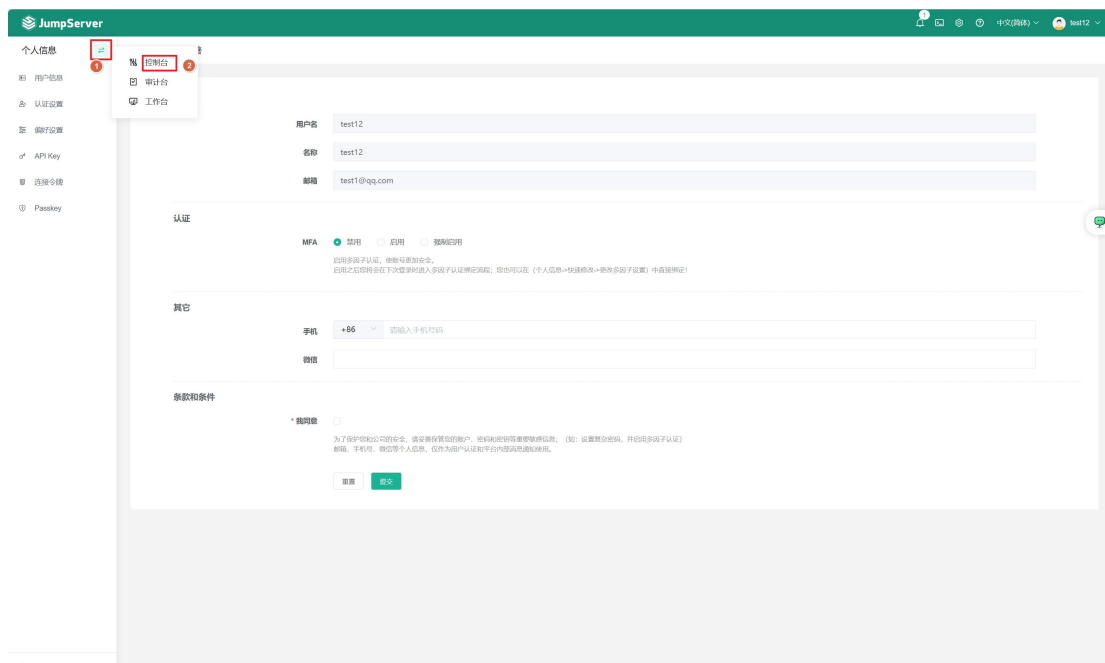 JumpServer
1
中文(简体)
test12
个人信息
1
控制台
2
审计台
工作台
用户信息
认证设置
偏好设置
API Key
连接令牌
Passkey
用户名
test12
名称
test12
邮箱
test1@qq.com
认证
MFA
禁用
启用
强制启用
启用多因子认证，使账号更加安全。
启用之后您将会在下次登录时进入多因子认证绑定流程；您也可以在（个人信息->快速修改->更改多因子设置）中直接绑定！
其它
手机
+86
请输入手机号码
微信
条款和条件
* 我同意
为了保护您和公司的安全，请妥善保管您的账户、密码和密钥等重要敏感信息；（如：设置复杂密码，并启用多因子认证）
邮箱、手机号、微信等个人信息，仅作为用户认证和平台内部消息通知使用。
重置
提交